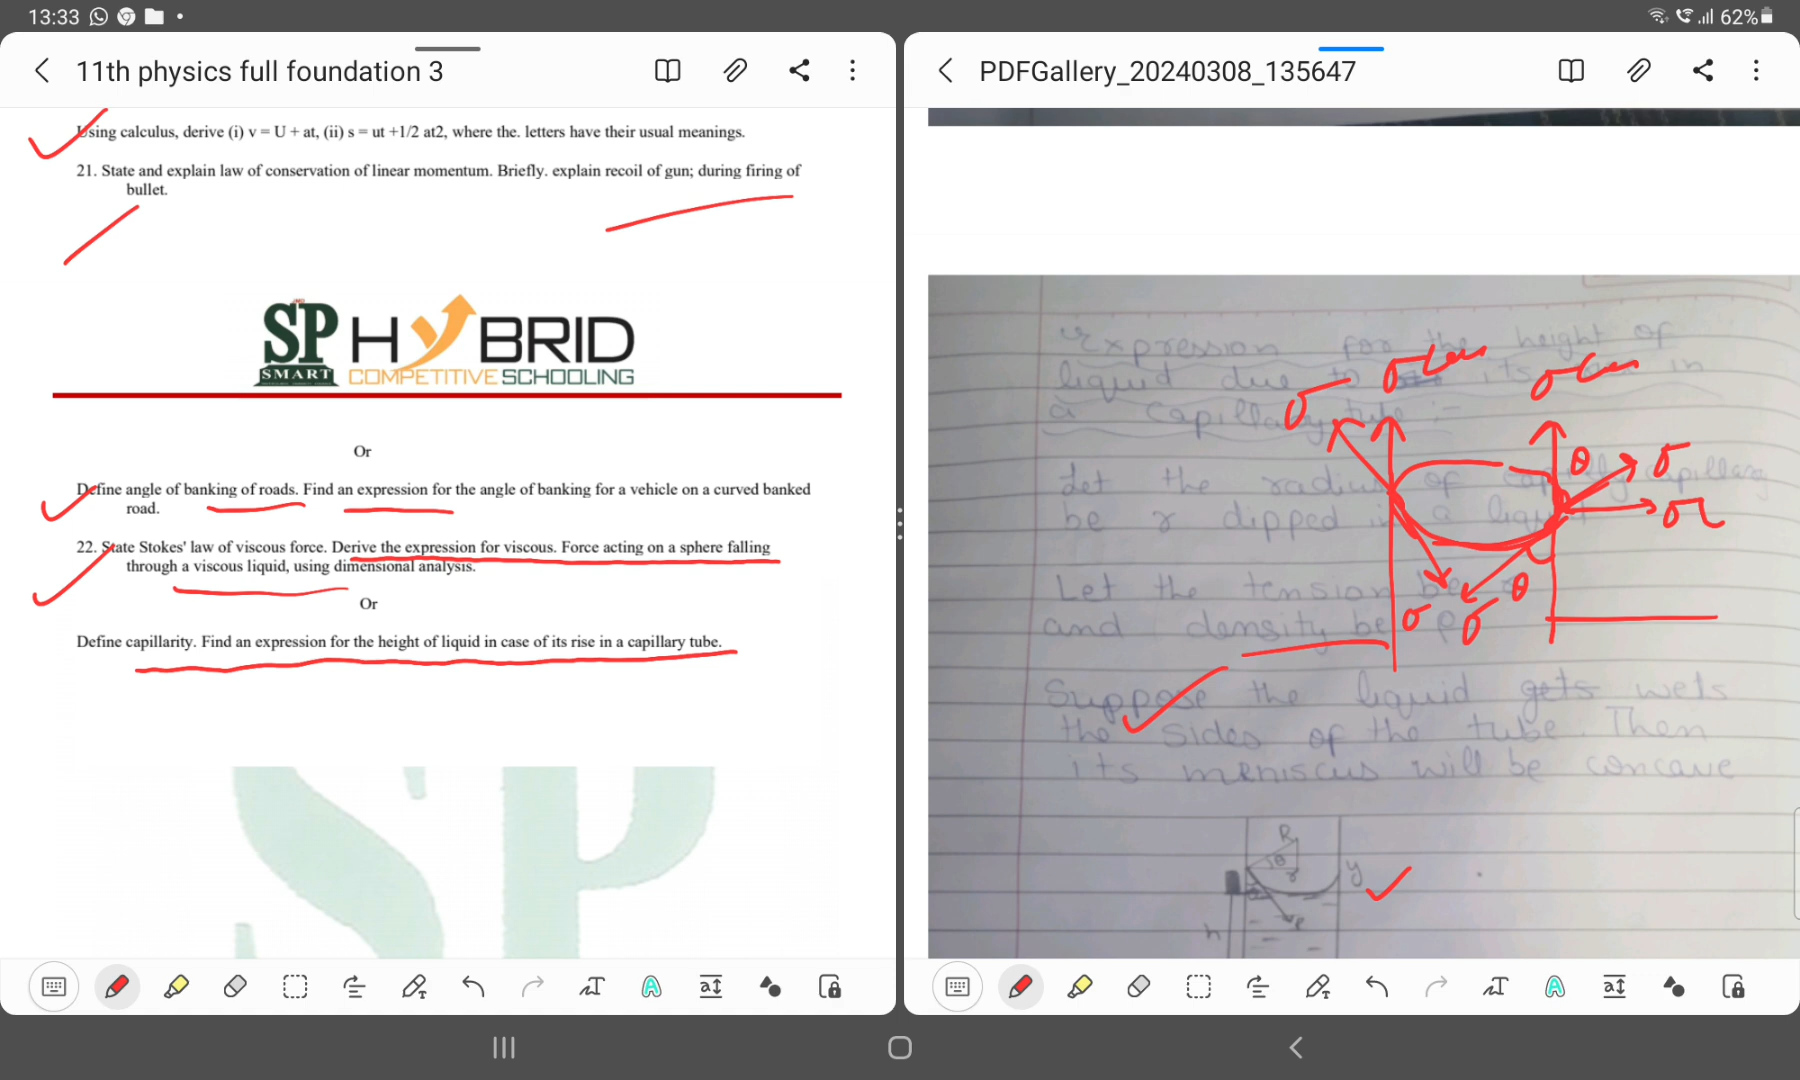 13:33
62%
11th physics full foundation 3
Using calculus, derive (i) v = U + at, (ii) s = ut +1/2 at2, where the. letters have their usual meanings.
21. State and explain law of conservation of linear momentum. Briefly. explain recoil of gun; during firing of
bullet.
SP HYBRID
SMART COMPETITIVE SCHOOLING
Or
Define angle of banking of roads. Find an expression for the angle of banking for a vehicle on a curved banked
road.
22. State Stokes' law of viscous force. Derive the expression for viscous. Force acting on a sphere falling
through a viscous liquid, using dimensional analysis.
Or
Define capillarity. Find an expression for the height of liquid in case of its rise in a capillary tube.
SP
PDFGallery_20240308_135647
Expression for the height of
liquid due to its in
a capillary tube :-
Let the radius of capillary
be r dipped in a liquid
Let the tension be
and density be ρ
Suppose the liquid gets wets
the sides of the tube. Then
its meniscus will be concave
σ
σ
θ
σ
σ
σ
θ
R
θ
r
y
h